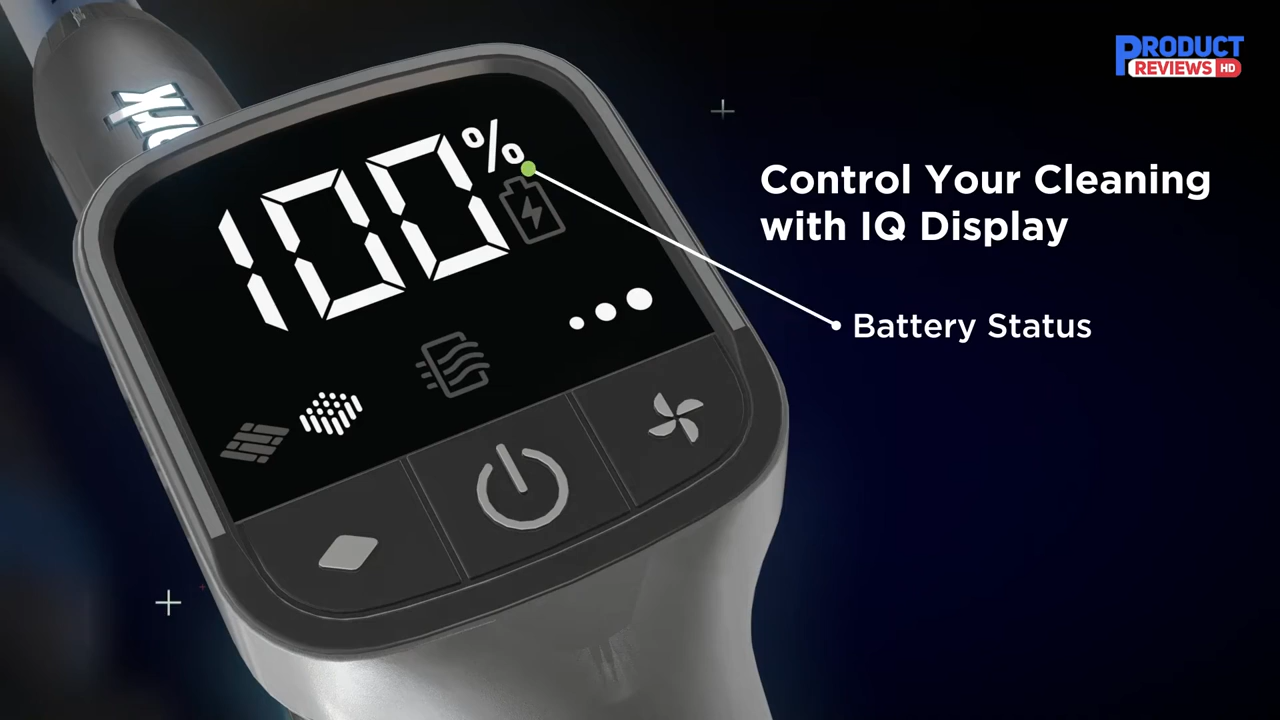 PRODUCT
REVIEWS HD
Control Your Cleaning
with IQ Display
Battery Status
100%